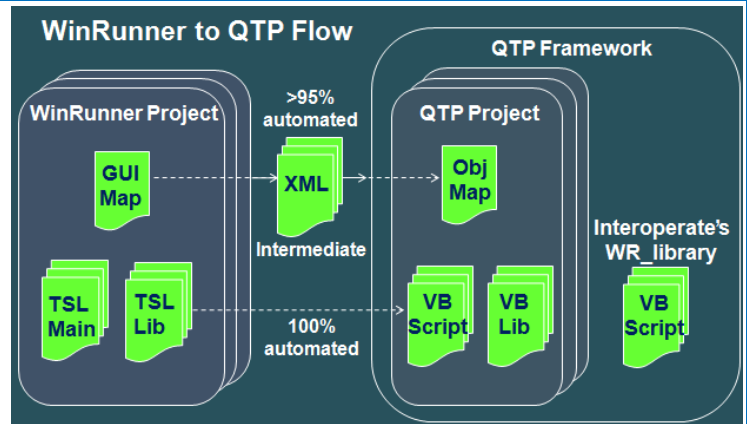 WinRunner to QTP Flow
QTP Framework
WinRunner Project
>95%
automated
QTP Project
GUI
Map
XML
Obj
Map
Intermediate
Interoperate's
WR_library
TSL
Main
TSL
Lib
100%
automated
VB
Script
VB
Lib
VB
Script